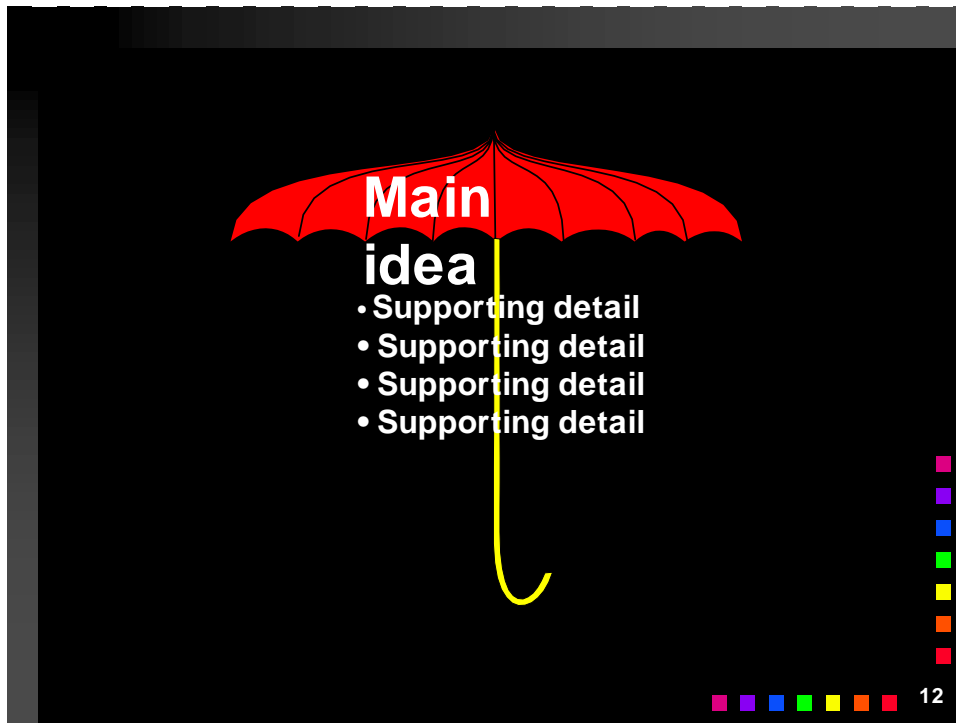 Main
idea
• Supporting detail
• Supporting detail
• Supporting detail
• Supporting detail
12